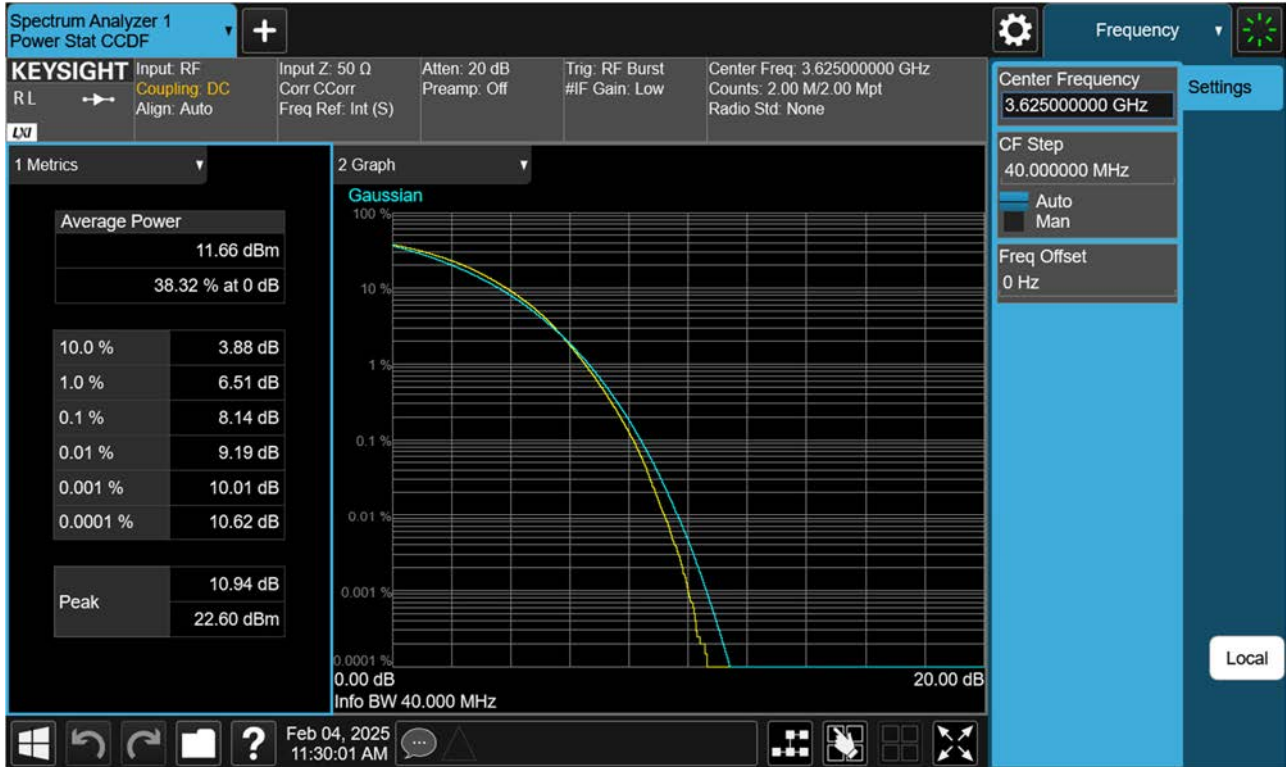 Spectrum Analyzer 1
Power Stat CCDF
+
Frequency
KEYSIGHT
RL
LXI
Input: RF
Coupling: DC
Align: Auto
Input Z: 50 Ω
Corr CCorr
Freq Ref: Int (S)
Atten: 20 dB
Preamp: Off
Trig: RF Burst
#IF Gain: Low
Center Freq: 3.625000000 GHz
Counts: 2.00 M/2.00 Mpt
Radio Std: None
Center Frequency
3.625000000 GHz
Settings
CF Step
40.000000 MHz
Auto
Man
Freq Offset
0 Hz
1 Metrics
Average Power
11.66 dBm
38.32 % at 0 dB
10.0 % 3.88 dB
1.0 % 6.51 dB
0.1 % 8.14 dB
0.01 % 9.19 dB
0.001 % 10.01 dB
0.0001 % 10.62 dB
Peak
10.94 dB
22.60 dBm
2 Graph
Gaussian
100 %
10 %
1 %
0.1 %
0.01 %
0.001 %
0.0001 %
0.00 dB 20.00 dB
Info BW 40.000 MHz
Local
?
Feb 04, 2025
11:30:01 AM